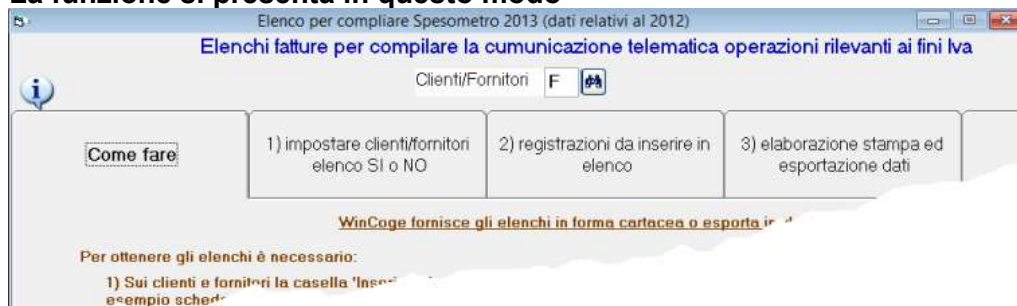 La funzione si presenta in questo modo
Elenco per compliare Spesometro 2013 (dati relativi al 2012)
Elenchi fatture per compilare la cumunicazione telematica operazioni rilevanti ai fini Iva
Clienti/Fornitori F
Come fare
1) impostare clienti/fornitori
elenco SI o NO
2) registrazioni da inserire in
elenco
3) elaborazione stampa ed
esportazione dati
WinCoge fornisce gli elenchi in forma cartacea o esporta in
Per ottenere gli elenchi è necessario:
1) Sui clienti e fornitori la casella
esempio